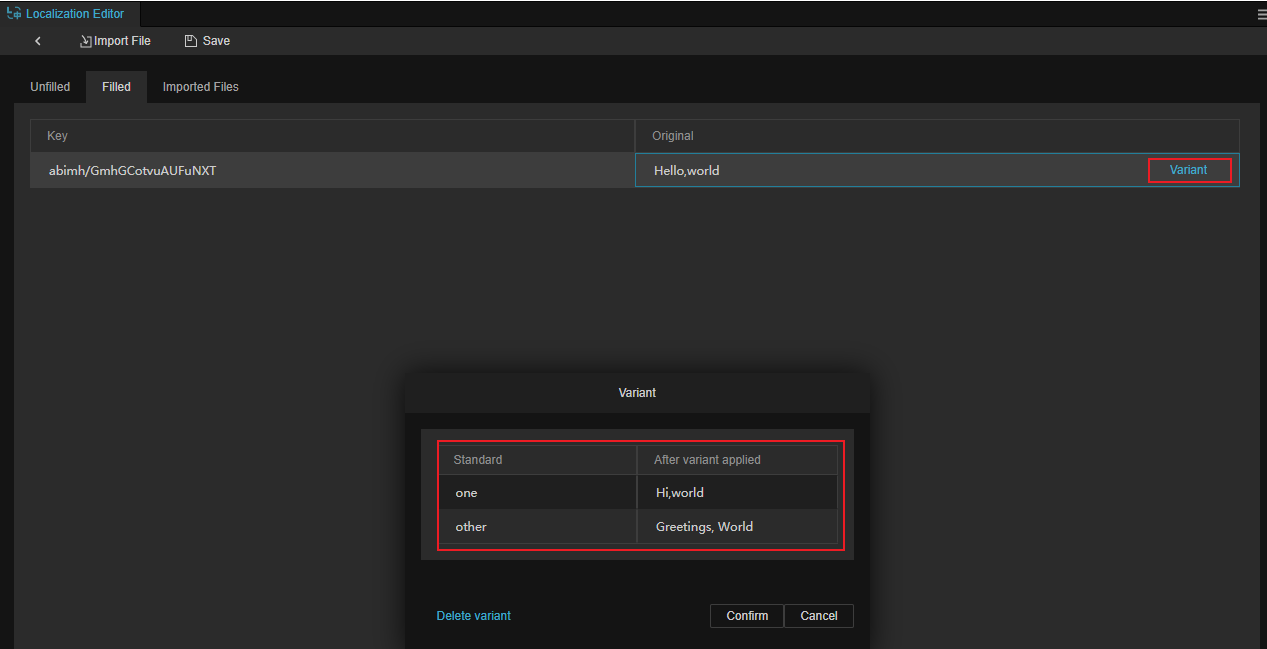 Localization Editor
Import File Save
Unfilled Filled Imported Files
Key Original
abimh/GmhGCotvuAUFuNXT Hello,world Variant
Variant
Standard After variant applied
one Hi,world
other Greetings, World
Delete variant Confirm Cancel